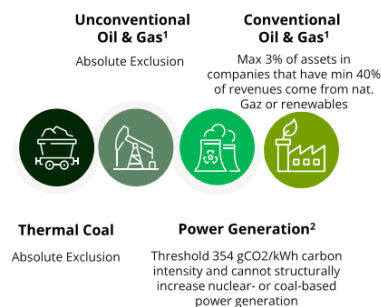 Unconventional
Oil & Gas¹
Absolute Exclusion
Conventional
Oil & Gas¹
Max 3% of assets in
companies that have min 40%
of revenues come from nat.
Gaz or renewables
Thermal Coal
Absolute Exclusion
Power Generation²
Threshold 354 gCO2/kWh carbon
intensity and cannot structurally
increase nuclear- or coal-based
power generation